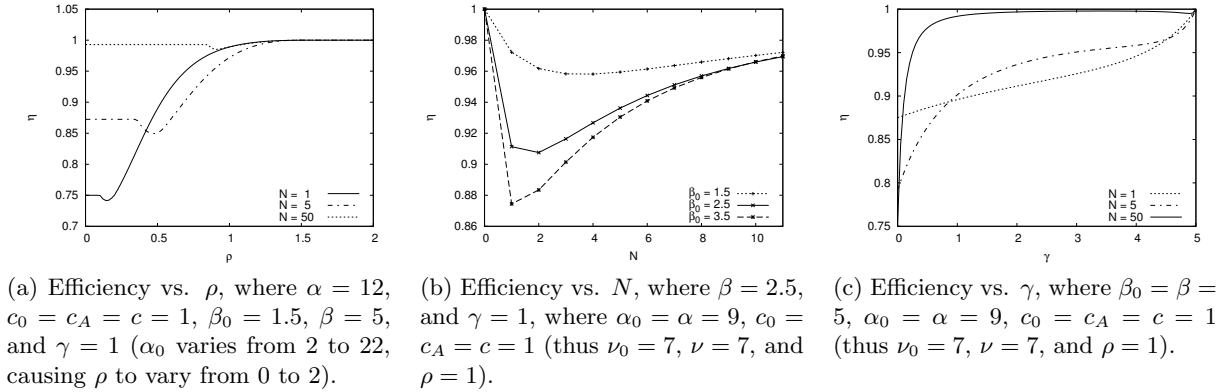 1.05
1
0.95
0.9
0.85
0.8
0.75
0.7
η
0
0.5
1
1.5
2
ρ
N = 1
N = 5
N = 50
(a) Efficiency vs. ρ, where α = 12,
c₀ = c_A = c = 1, β₀ = 1.5, β = 5,
and γ = 1 (α₀ varies from 2 to 22,
causing ρ to vary from 0 to 2).
1
0.98
0.96
0.94
0.92
0.9
0.88
0.86
η
0
2
4
6
8
10
N
β₀ = 1.5
β₀ = 2.5
β₀ = 3.5
(b) Efficiency vs. N, where β = 2.5,
and γ = 1, where α₀ = α = 9, c₀ =
c_A = c = 1 (thus ν₀ = 7, ν = 7, and
ρ = 1).
1
0.95
0.9
0.85
0.8
0.75
η
0
1
2
3
4
5
γ
N = 1
N = 5
N = 50
(c) Efficiency vs. γ, where β₀ = β =
5, α₀ = α = 9, c₀ = c_A = c = 1
(thus ν₀ = 7, ν = 7, and ρ = 1).